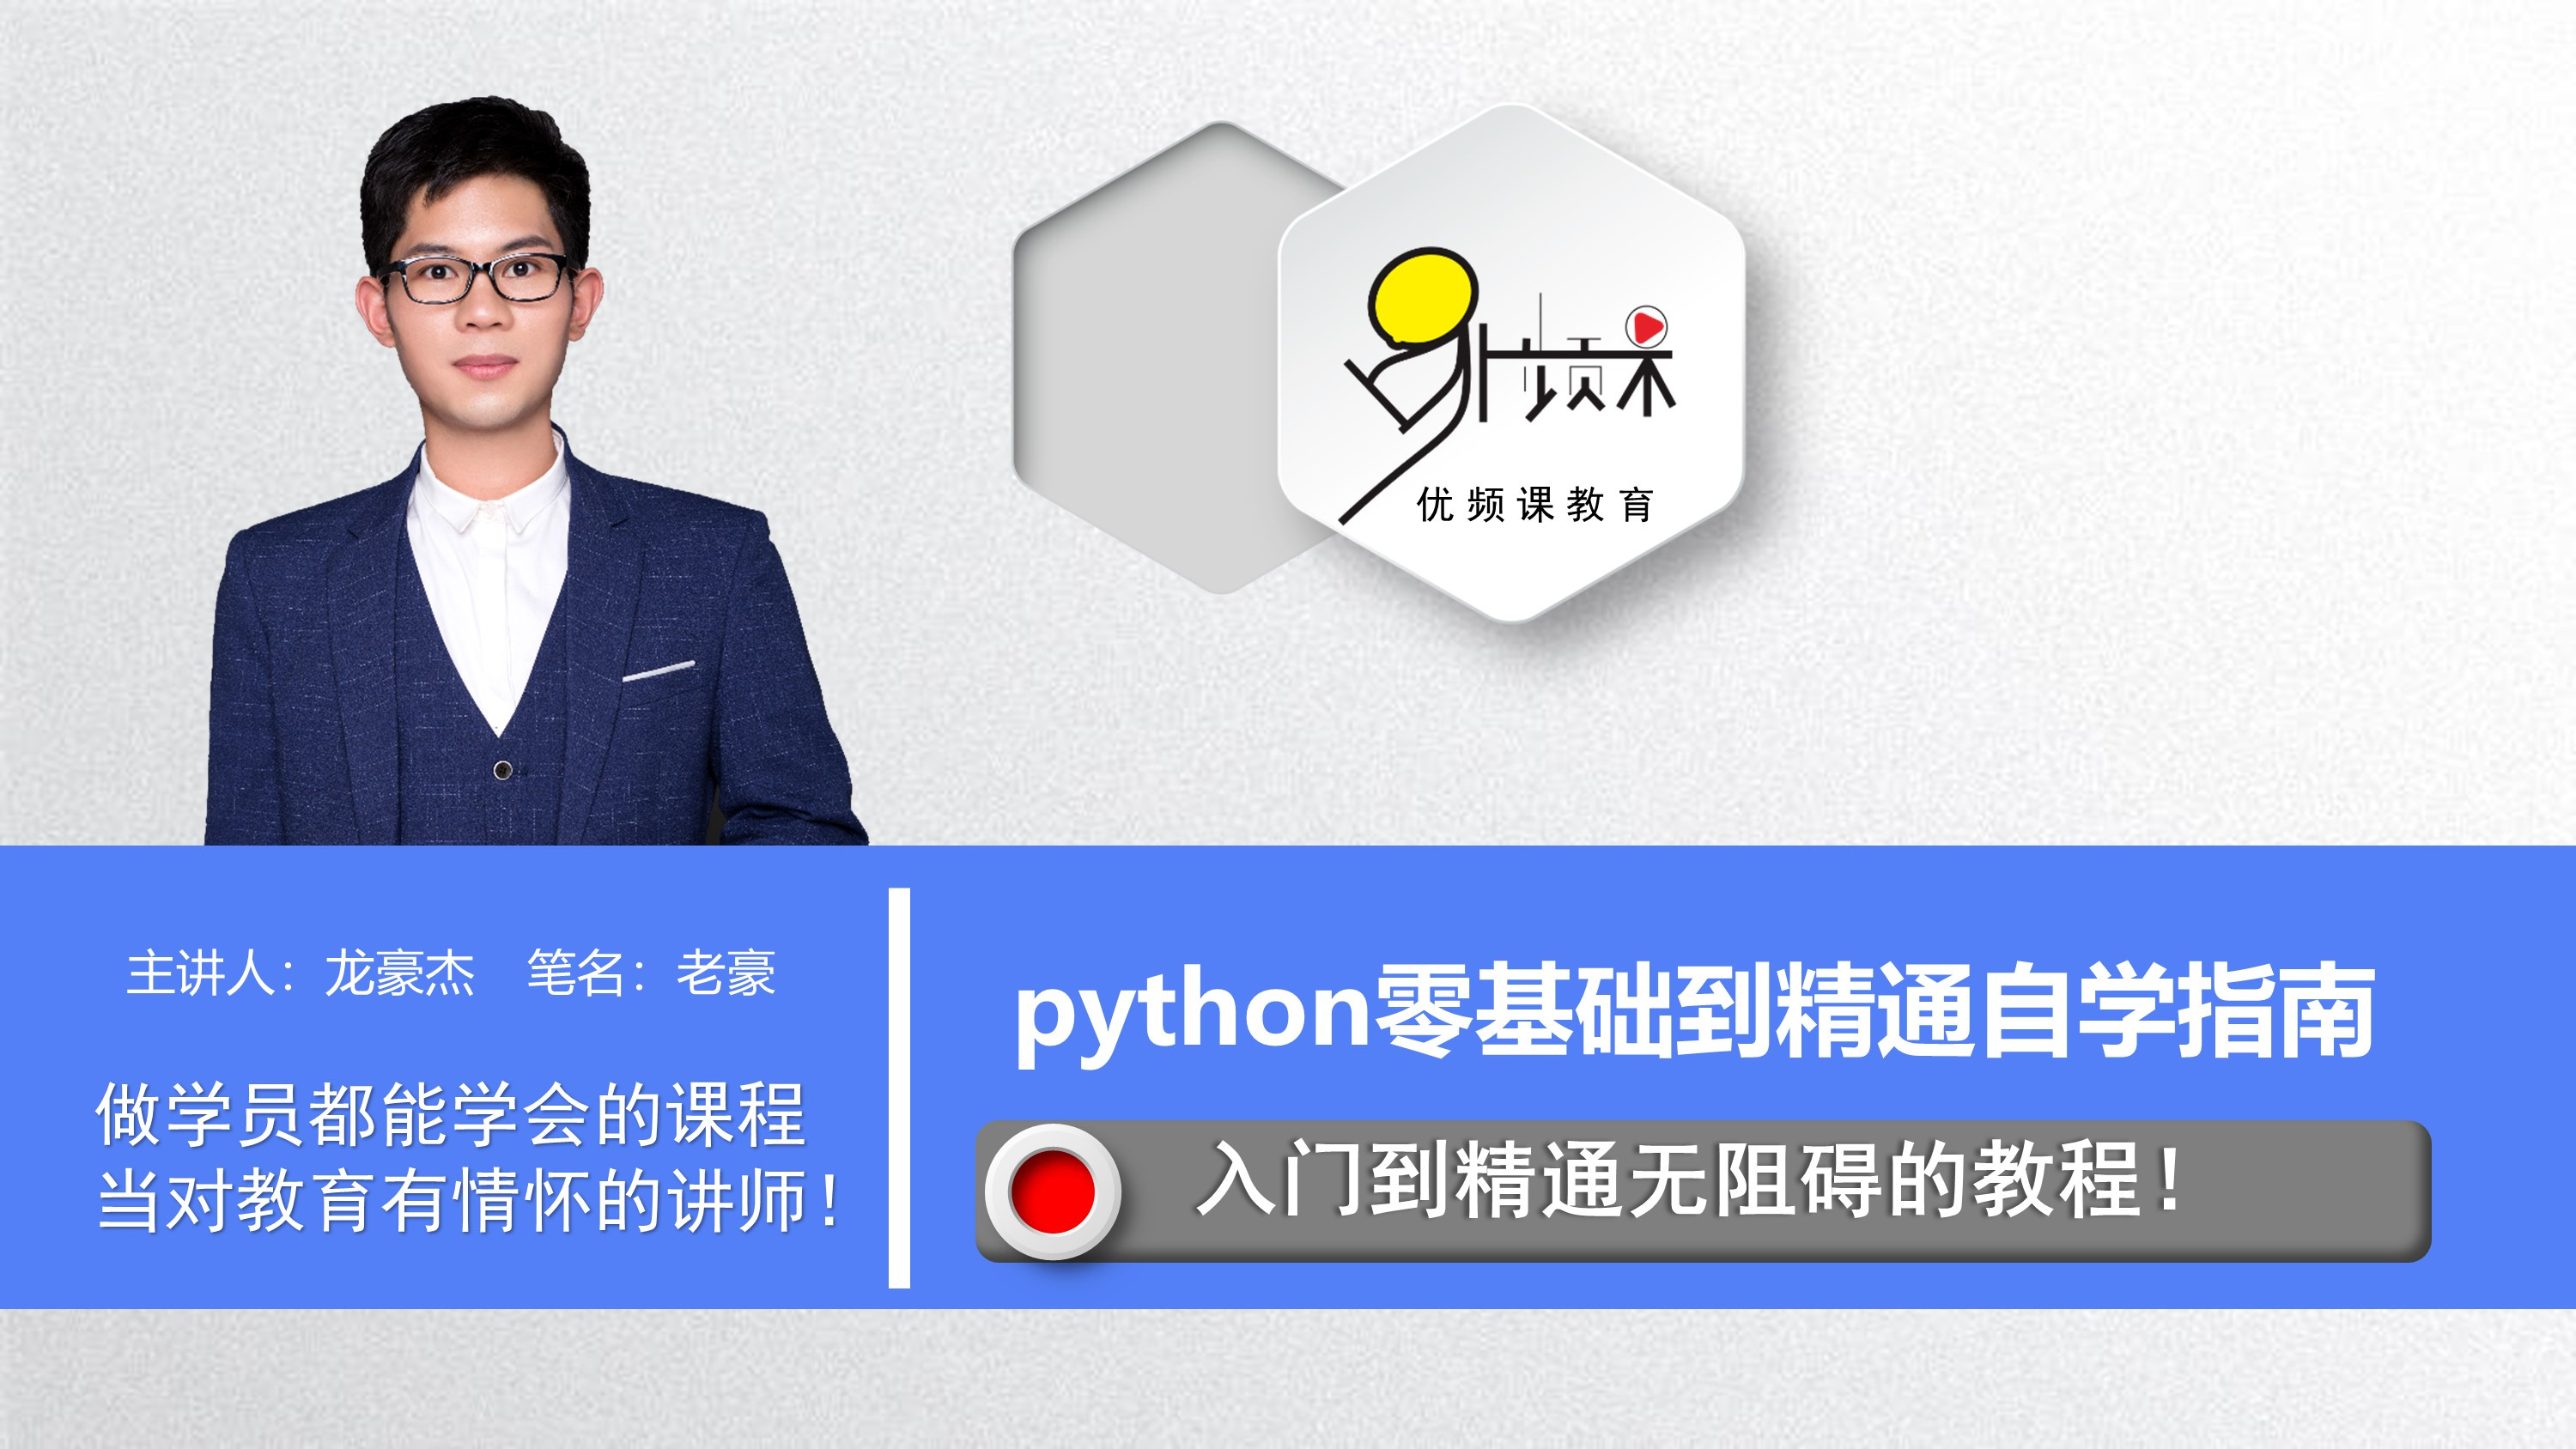 优频课教育
主讲人：龙豪杰 笔名：老豪
做学员都能学会的课程
当对教育有情怀的讲师！
python零基础到精通自学指南
入门到精通无阻碍的教程！